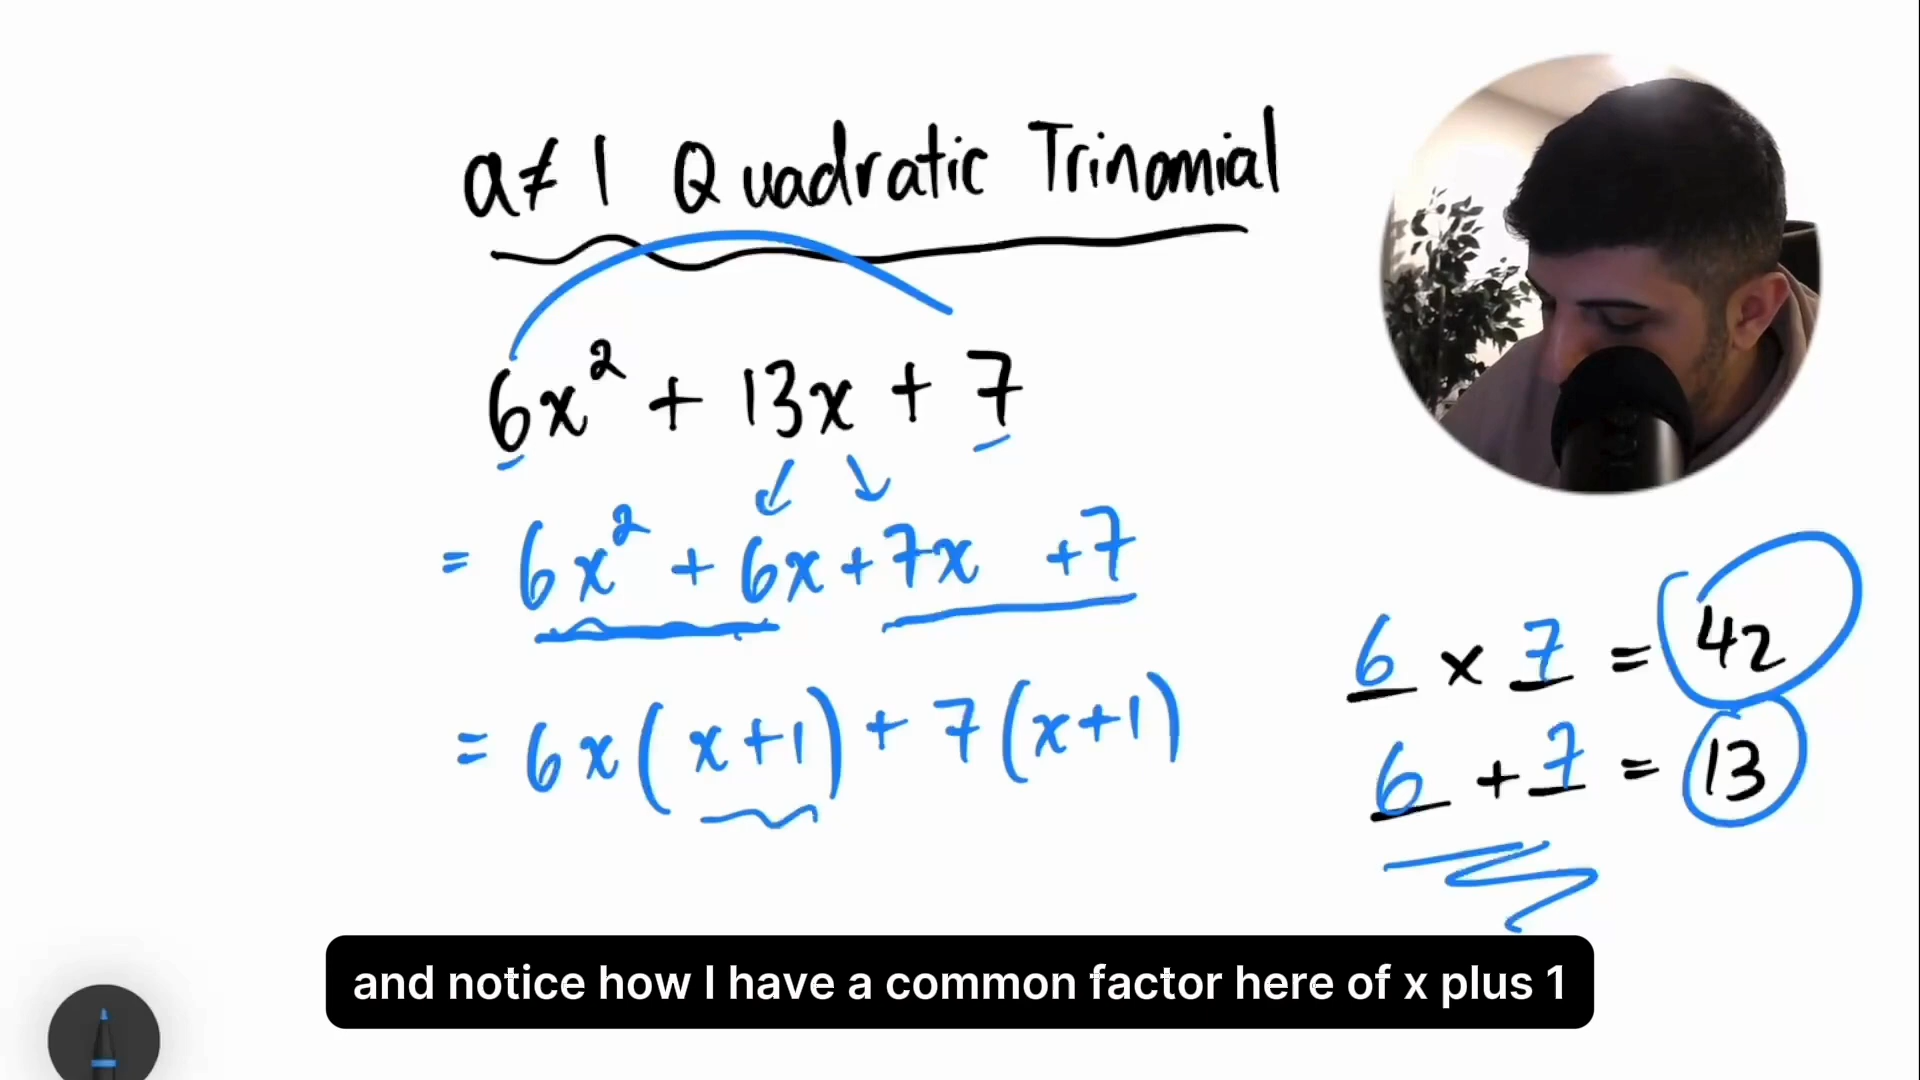 a≠1 Quadratic Trinomial
6x² + 13x + 7
= 6x² + 6x + 7x + 7
= 6x(x+1) + 7(x+1)
6 × 7 = 42
6 + 7 = 13
and notice how I have a common factor here of x plus 1